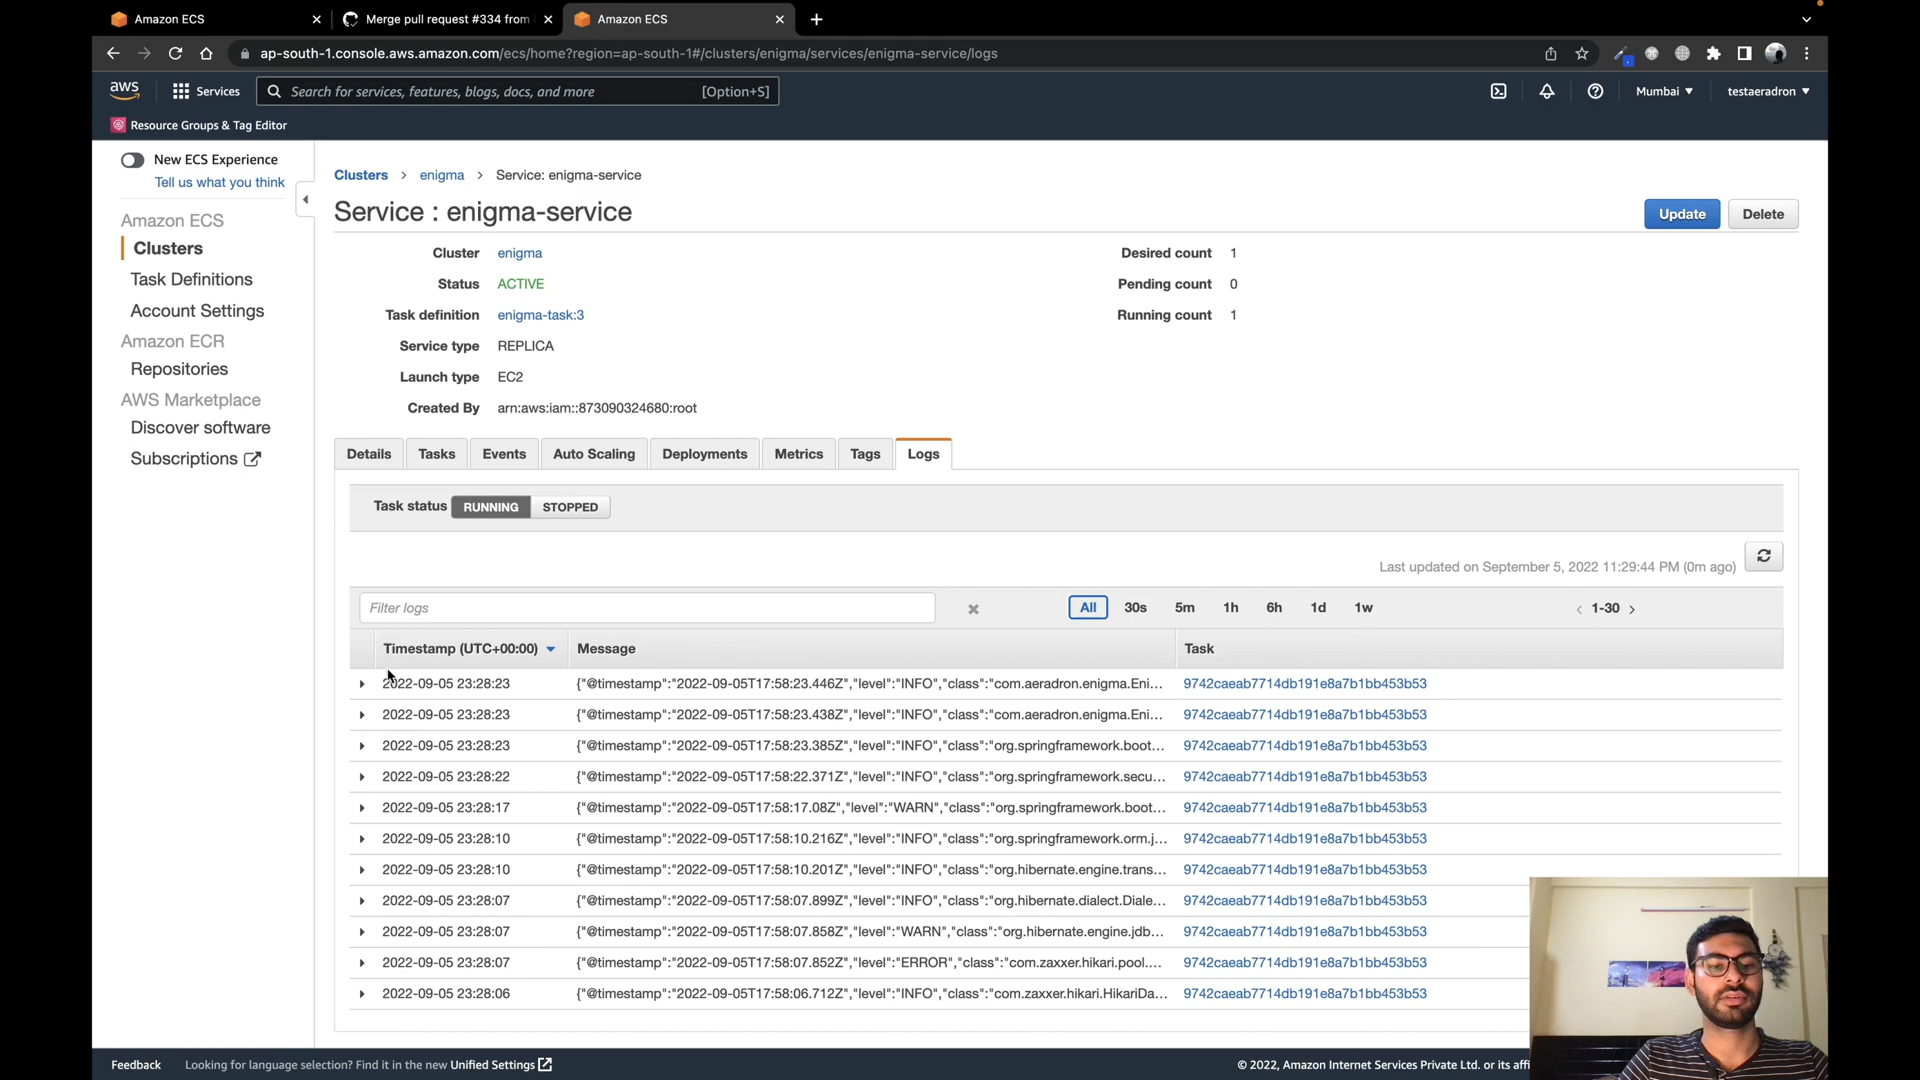 Amazon ECS
Merge pull request #334 from
Amazon ECS
ap-south-1.console.aws.amazon.com/ecs/home?region=ap-south-1#/clusters/enigma/services/enigma-service/logs
aws
Services
Search for services, features, blogs, docs, and more
[Option+S]
Mumbai
testaeradron
Resource Groups & Tag Editor
New ECS Experience
Tell us what you think
Amazon ECS
Clusters
Task Definitions
Account Settings
Amazon ECR
Repositories
AWS Marketplace
Discover software
Subscriptions
Clusters > enigma > Service: enigma-service
Service : enigma-service
Update
Delete
Cluster enigma
Status ACTIVE
Task definition enigma-task:3
Service type REPLICA
Launch type EC2
Created By arn:aws:iam::873090324680:root
Desired count 1
Pending count 0
Running count 1
Details
Tasks
Events
Auto Scaling
Deployments
Metrics
Tags
Logs
Task status RUNNING STOPPED
Last updated on September 5, 2022 11:29:44 PM (0m ago)
Filter logs
All 30s 5m 1h 6h 1d 1w
< 1-30 >
Timestamp (UTC+00:00) Message Task
2022-09-05 23:28:23 {"@timestamp":"2022-09-05T17:58:23.446Z","level":"INFO","class":"com.aeradron.enigma.Eni... 9742caeab7714db191e8a7b1bb453b53
2022-09-05 23:28:23 {"@timestamp":"2022-09-05T17:58:23.438Z","level":"INFO","class":"com.aeradron.enigma.Eni... 9742caeab7714db191e8a7b1bb453b53
2022-09-05 23:28:23 {"@timestamp":"2022-09-05T17:58:23.385Z","level":"INFO","class":"org.springframework.boot... 9742caeab7714db191e8a7b1bb453b53
2022-09-05 23:28:22 {"@timestamp":"2022-09-05T17:58:22.371Z","level":"INFO","class":"org.springframework.secu... 9742caeab7714db191e8a7b1bb453b53
2022-09-05 23:28:17 {"@timestamp":"2022-09-05T17:58:17.08Z","level":"WARN","class":"org.springframework.boot... 9742caeab7714db191e8a7b1bb453b53
2022-09-05 23:28:10 {"@timestamp":"2022-09-05T17:58:10.216Z","level":"INFO","class":"org.springframework.orm.j... 9742caeab7714db191e8a7b1bb453b53
2022-09-05 23:28:10 {"@timestamp":"2022-09-05T17:58:10.201Z","level":"INFO","class":"org.hibernate.engine.trans... 9742caeab7714db191e8a7b1bb453b53
2022-09-05 23:28:07 {"@timestamp":"2022-09-05T17:58:07.899Z","level":"INFO","class":"org.hibernate.dialect.Diale... 9742caeab7714db191e8a7b1bb453b53
2022-09-05 23:28:07 {"@timestamp":"2022-09-05T17:58:07.858Z","level":"WARN","class":"org.hibernate.engine.jdb... 9742caeab7714db191e8a7b1bb453b53
2022-09-05 23:28:07 {"@timestamp":"2022-09-05T17:58:07.852Z","level":"ERROR","class":"com.zaxxer.hikari.pool.... 9742caeab7714db191e8a7b1bb453b53
2022-09-05 23:28:06 {"@timestamp":"2022-09-05T17:58:06.712Z","level":"INFO","class":"com.zaxxer.hikari.HikariDa... 9742caeab7714db191e8a7b1bb453b53
Feedback
Looking for language selection? Find it in the new Unified Settings
© 2022, Amazon Internet Services Private Ltd. or its affi